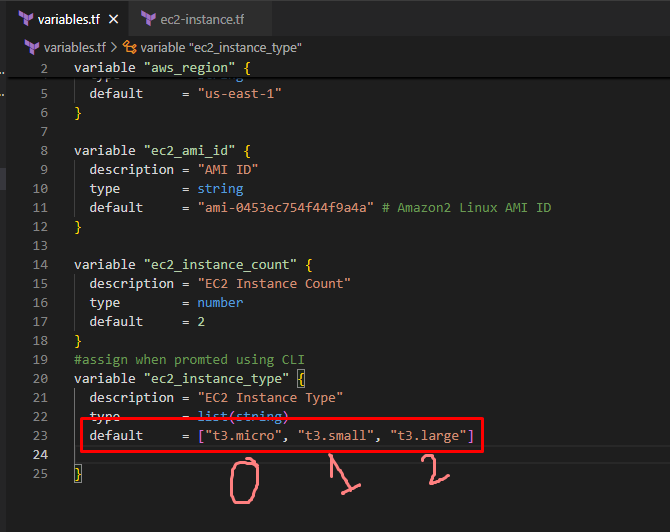 variables.tf ec2-instance.tf
variables.tf > variable "ec2_instance_type"
2 variable "aws_region" {
5 default = "us-east-1"
6 }
7
8 variable "ec2_ami_id" {
9 description = "AMI ID"
10 type = string
11 default = "ami-0453ec754f44f9a4a" # Amazon2 Linux AMI ID
12 }
13
14 variable "ec2_instance_count" {
15 description = "EC2 Instance Count"
16 type = number
17 default = 2
18 }
19 #assign when promted using CLI
20 variable "ec2_instance_type" {
21 description = "EC2 Instance Type"
22 type = list(string)
23 default = ["t3.micro", "t3.small", "t3.large"]
24
25 }
0 1 2